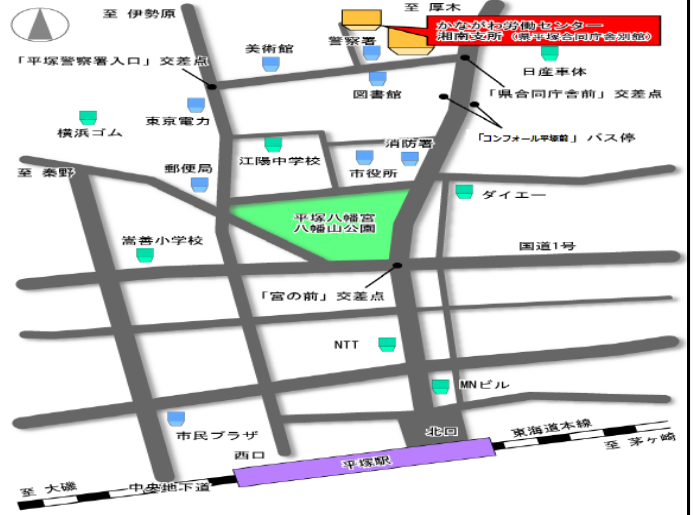 至 伊勢原
至 厚木
かながわ労働センター
湘南支所（県平塚合同庁舎別館）
警察署
美術館
「平塚警察署入口」交差点
日産車体
図書館
「県合同庁舎前」交差点
東京電力
横浜ゴム
「コンフォール平塚前」バス停
消防署
江陽中学校
郵便局
市役所
至 秦野
ダイエー
平塚八幡宮
八幡山公園
崇善小学校
国道1号
「宮の前」交差点
NTT
MNビル
市民プラザ
北口
東海道本線
西口
至 茅ヶ崎
平塚駅
至 大磯
中央地下道